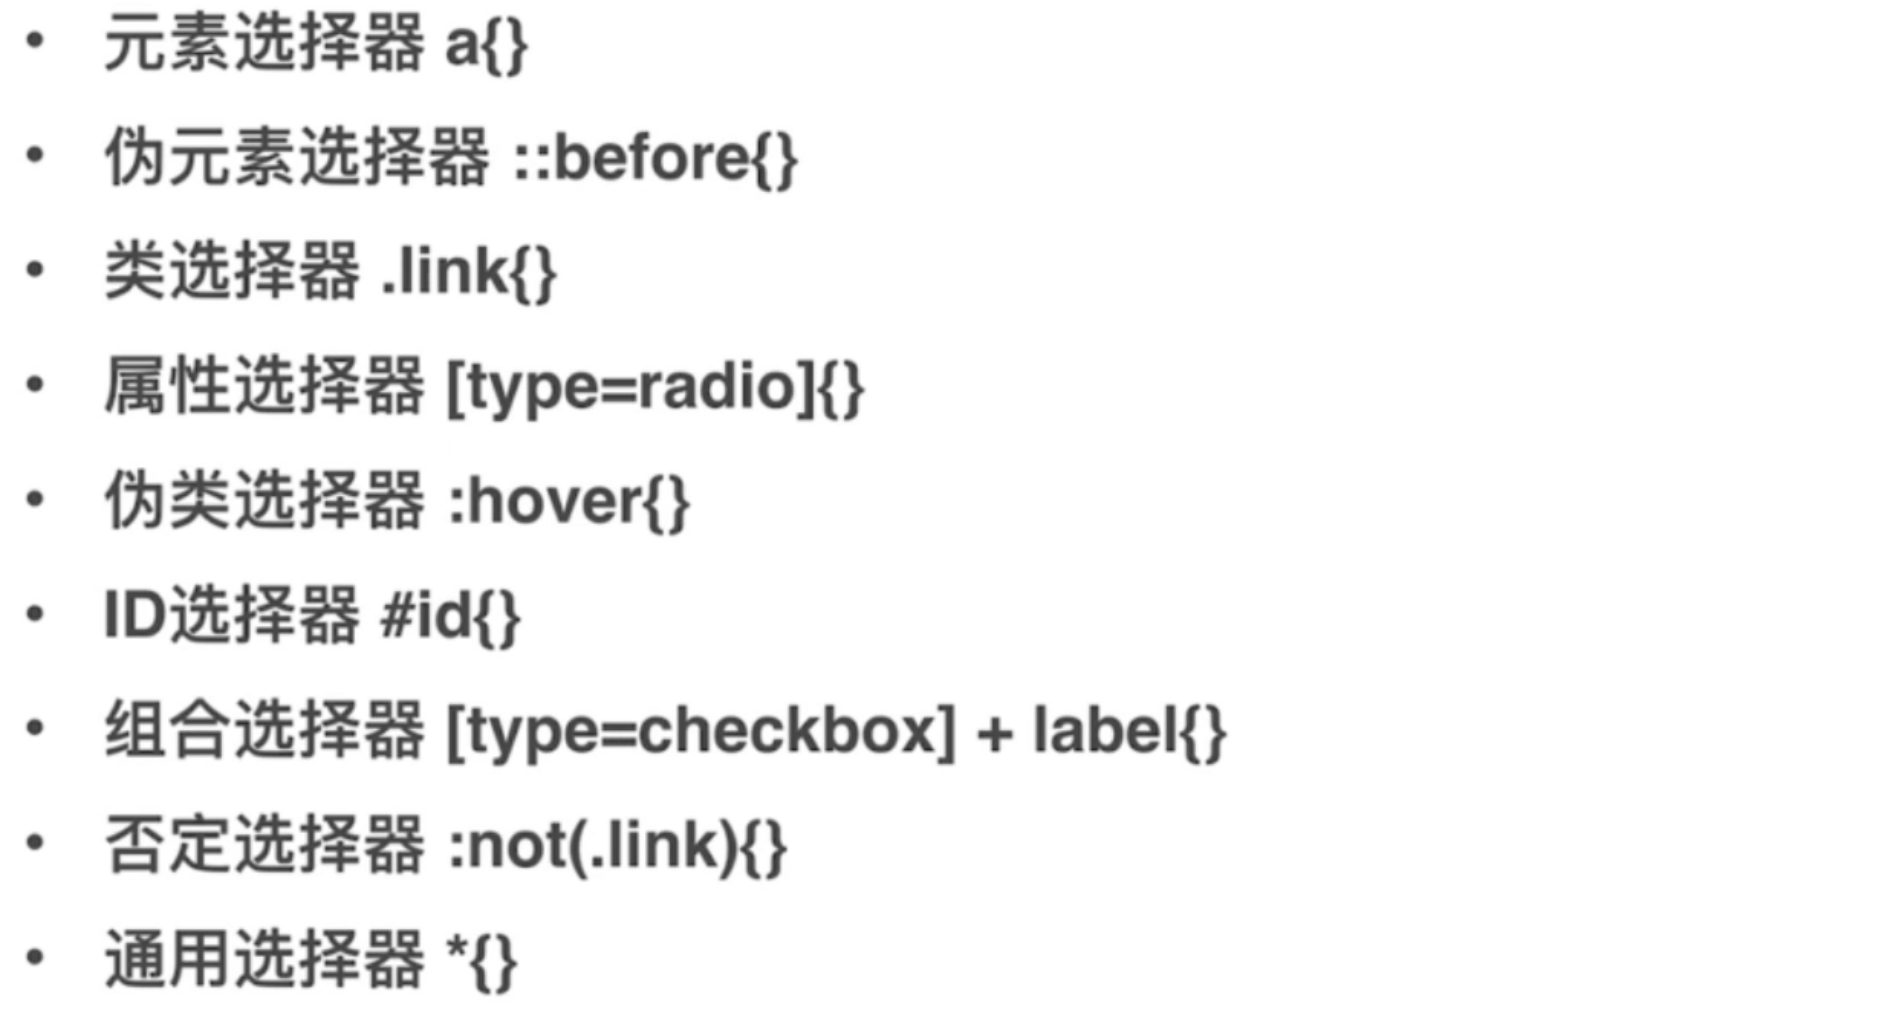 • 元素选择器 a{}
• 伪元素选择器 ::before{}
• 类选择器 .link{}
• 属性选择器 [type=radio]{}
• 伪类选择器 :hover{}
• ID选择器 #id{}
• 组合选择器 [type=checkbox] + label{}
• 否定选择器 :not(.link){}
• 通用选择器 *{}